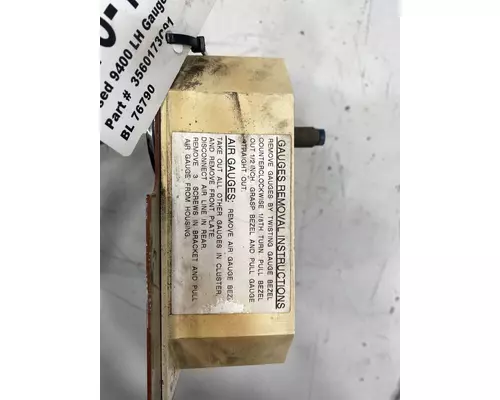 Used 9400 LH Gauge
Part # 3560173C91
BL 76790
GAUGES REMOVAL INSTRUCTIONS
REMOVE GAUGES BY TWISTING GAUGE BEZEL
COUNTERCLOCKWISE 1/8TH TURN. PULL BEZEL
OUT 1/2 INCH. GRASP BEZEL AND PULL GAUGE
STRAIGHT OUT.
AIR GAUGES: REMOVE AIR GAUGE BEZ
TAKE OUT ALL OTHER GAUGES IN CLUSTER
AND REMOVE FRONT PLATE.
DISCONNECT AIR LINE IN REAR.
REMOVE 3 SCREWS IN BRACKET AND PULL
AIR GAUGE FROM HOUSING.